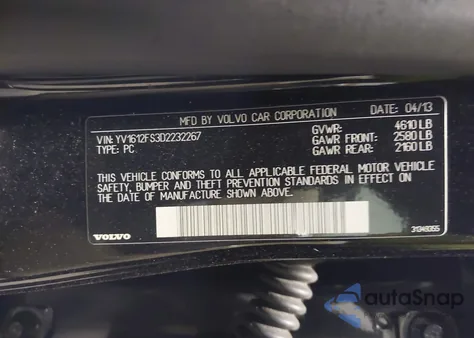 MFD BY VOLVO CAR CORPORATION DATE: 04/13
VIN: YV1612FS3D2232267 GVWR: 4610 LB
TYPE: PC GAWR FRONT: 2580 LB
GAWR REAR: 2160 LB
THIS VEHICLE CONFORMS TO ALL APPLICABLE FEDERAL MOTOR VEHICLE
SAFETY, BUMPER AND THEFT PREVENTION STANDARDS IN EFFECT ON
THE DATE OF MANUFACTURE SHOWN ABOVE.
VOLVO 31346355
autoSnap